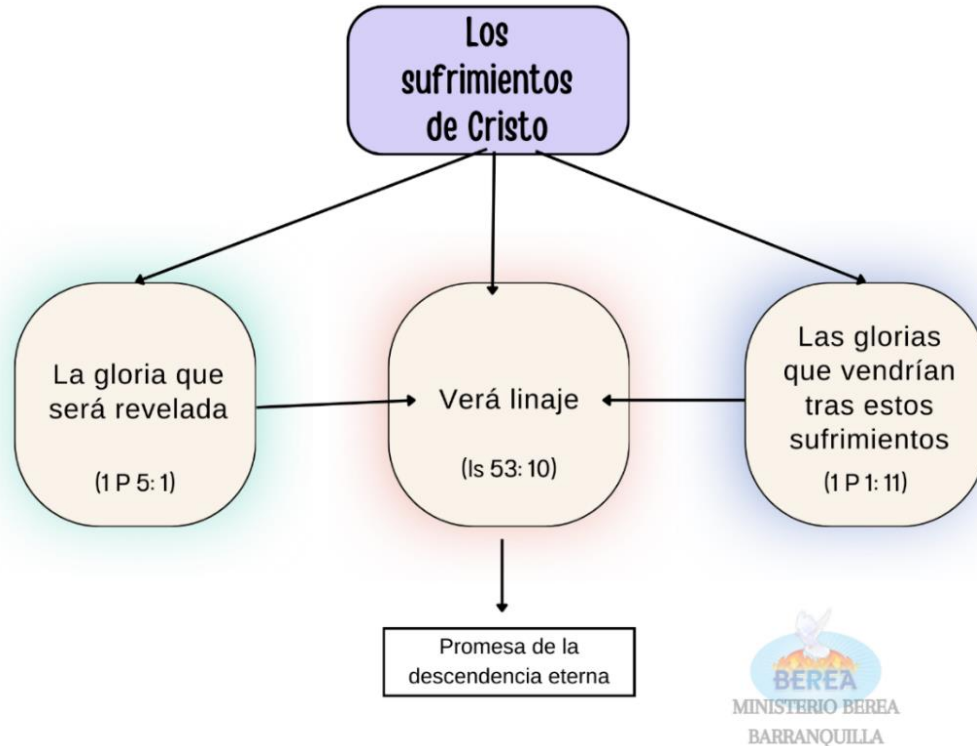 Los
sufrimientos
de Cristo
La gloria que
será revelada
(1 P 5: 1)
Verá linaje
(Is 53: 10)
Las glorias
que vendrían
tras estos
sufrimientos
(1 P 1: 11)
Promesa de la
descendencia eterna
BEREA
MINISTERIO BEREA
BARRANQUILLA